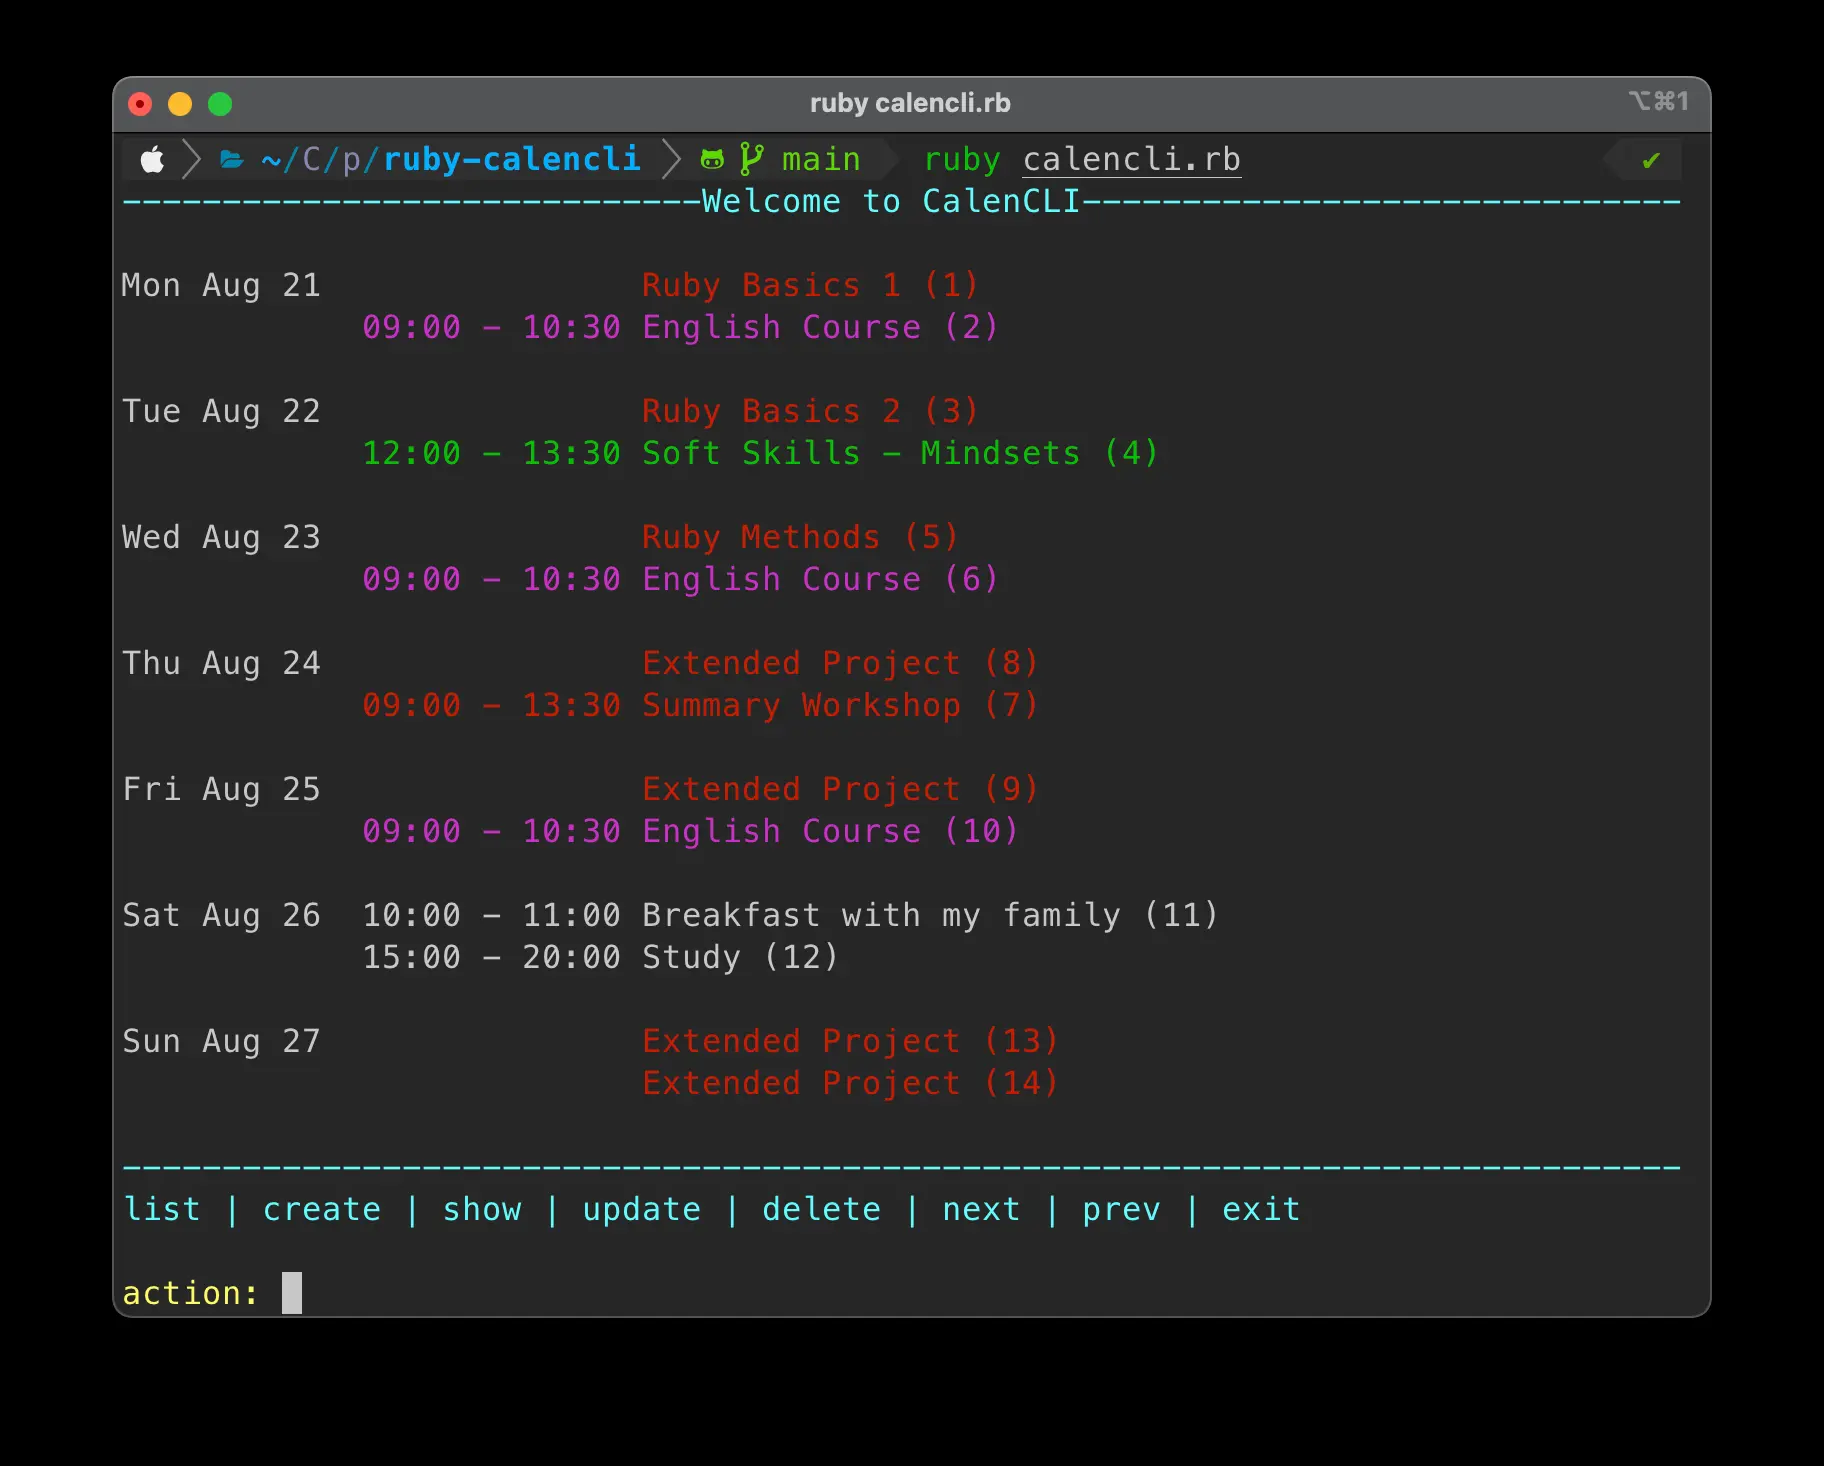 ruby calencli.rb
⌥⌘1
~/C/p/ruby-calencli main ruby calencli.rb ✔
-----------------------------Welcome to CalenCLI------------------------------
Mon Aug 21 Ruby Basics 1 (1)
09:00 - 10:30 English Course (2)
Tue Aug 22 Ruby Basics 2 (3)
12:00 - 13:30 Soft Skills - Mindsets (4)
Wed Aug 23 Ruby Methods (5)
09:00 - 10:30 English Course (6)
Thu Aug 24 Extended Project (8)
09:00 - 13:30 Summary Workshop (7)
Fri Aug 25 Extended Project (9)
09:00 - 10:30 English Course (10)
Sat Aug 26 10:00 - 11:00 Breakfast with my family (11)
15:00 - 20:00 Study (12)
Sun Aug 27 Extended Project (13)
Extended Project (14)
------------------------------------------------------------------------------
list | create | show | update | delete | next | prev | exit
action: